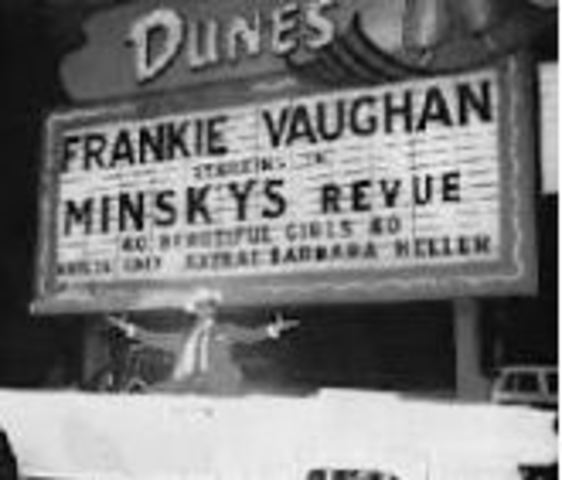 DUNES
FRANKIE VAUGHAN
STARRING IN
MINSKYS REVUE
40 BEAUTIFUL GIRLS 40
EXTRA! BARBARA HELLER